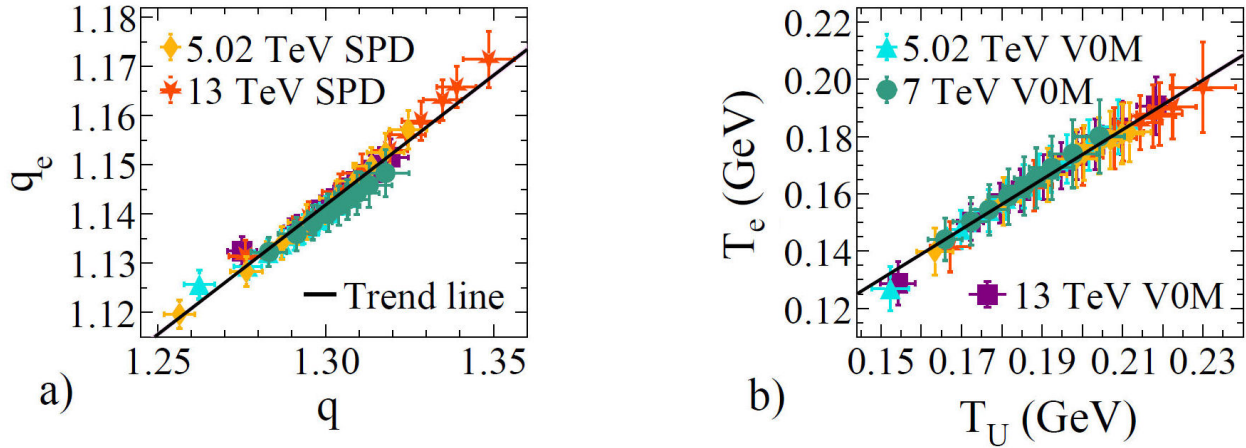 1.18
1.17
1.16
1.15
1.14
1.13
1.12
q_e
5.02 TeV SPD
13 TeV SPD
Trend line
1.25 1.30 1.35
q
a)
0.22
0.20
0.18
0.16
0.14
0.12
T_e (GeV)
5.02 TeV V0M
7 TeV V0M
13 TeV V0M
0.15 0.17 0.19 0.21 0.23
T_U (GeV)
b)